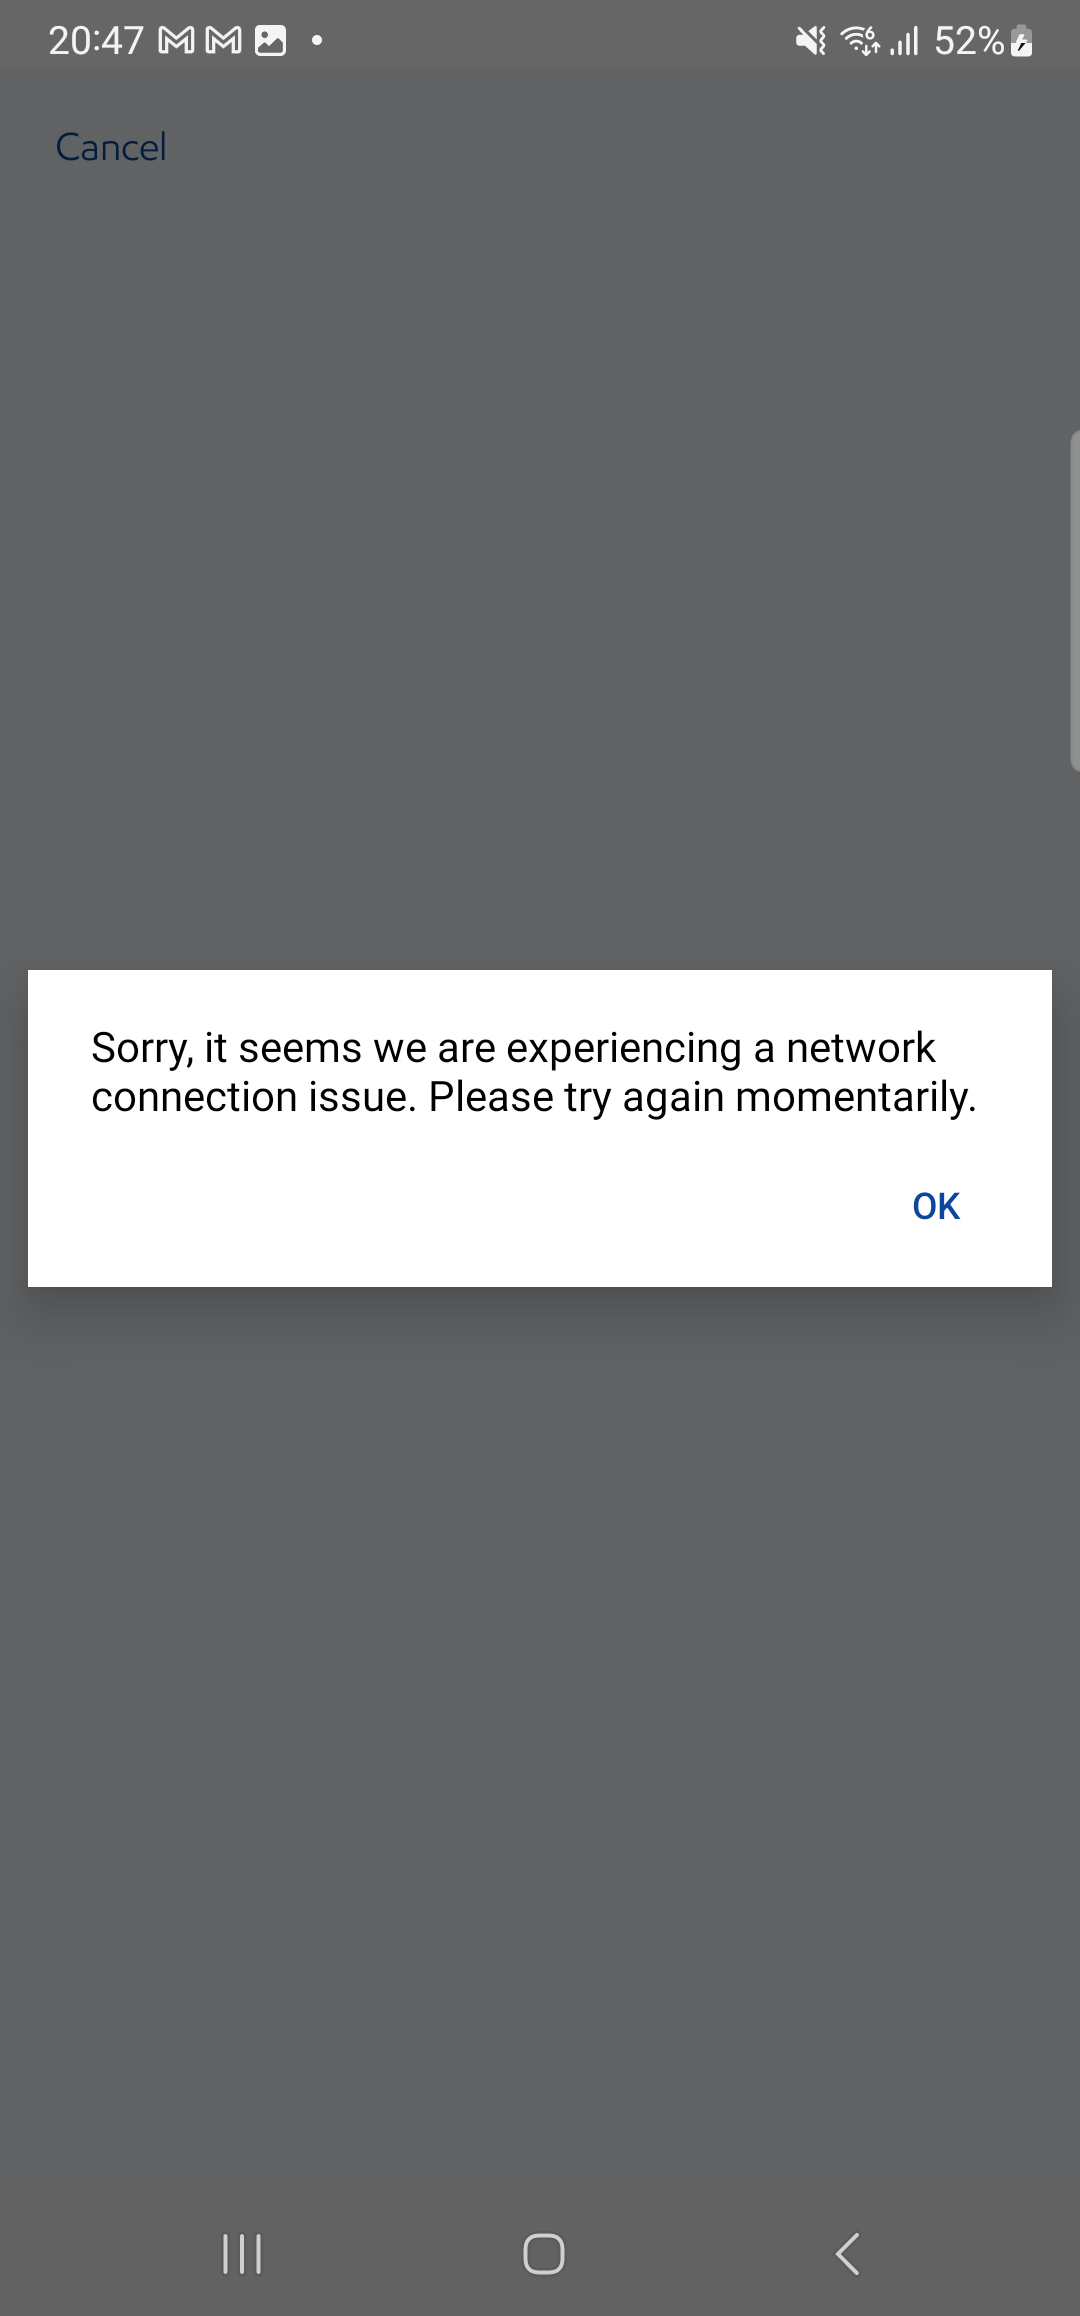 20:47 52%
Cancel
Sorry, it seems we are experiencing a network
connection issue. Please try again momentarily.
OK